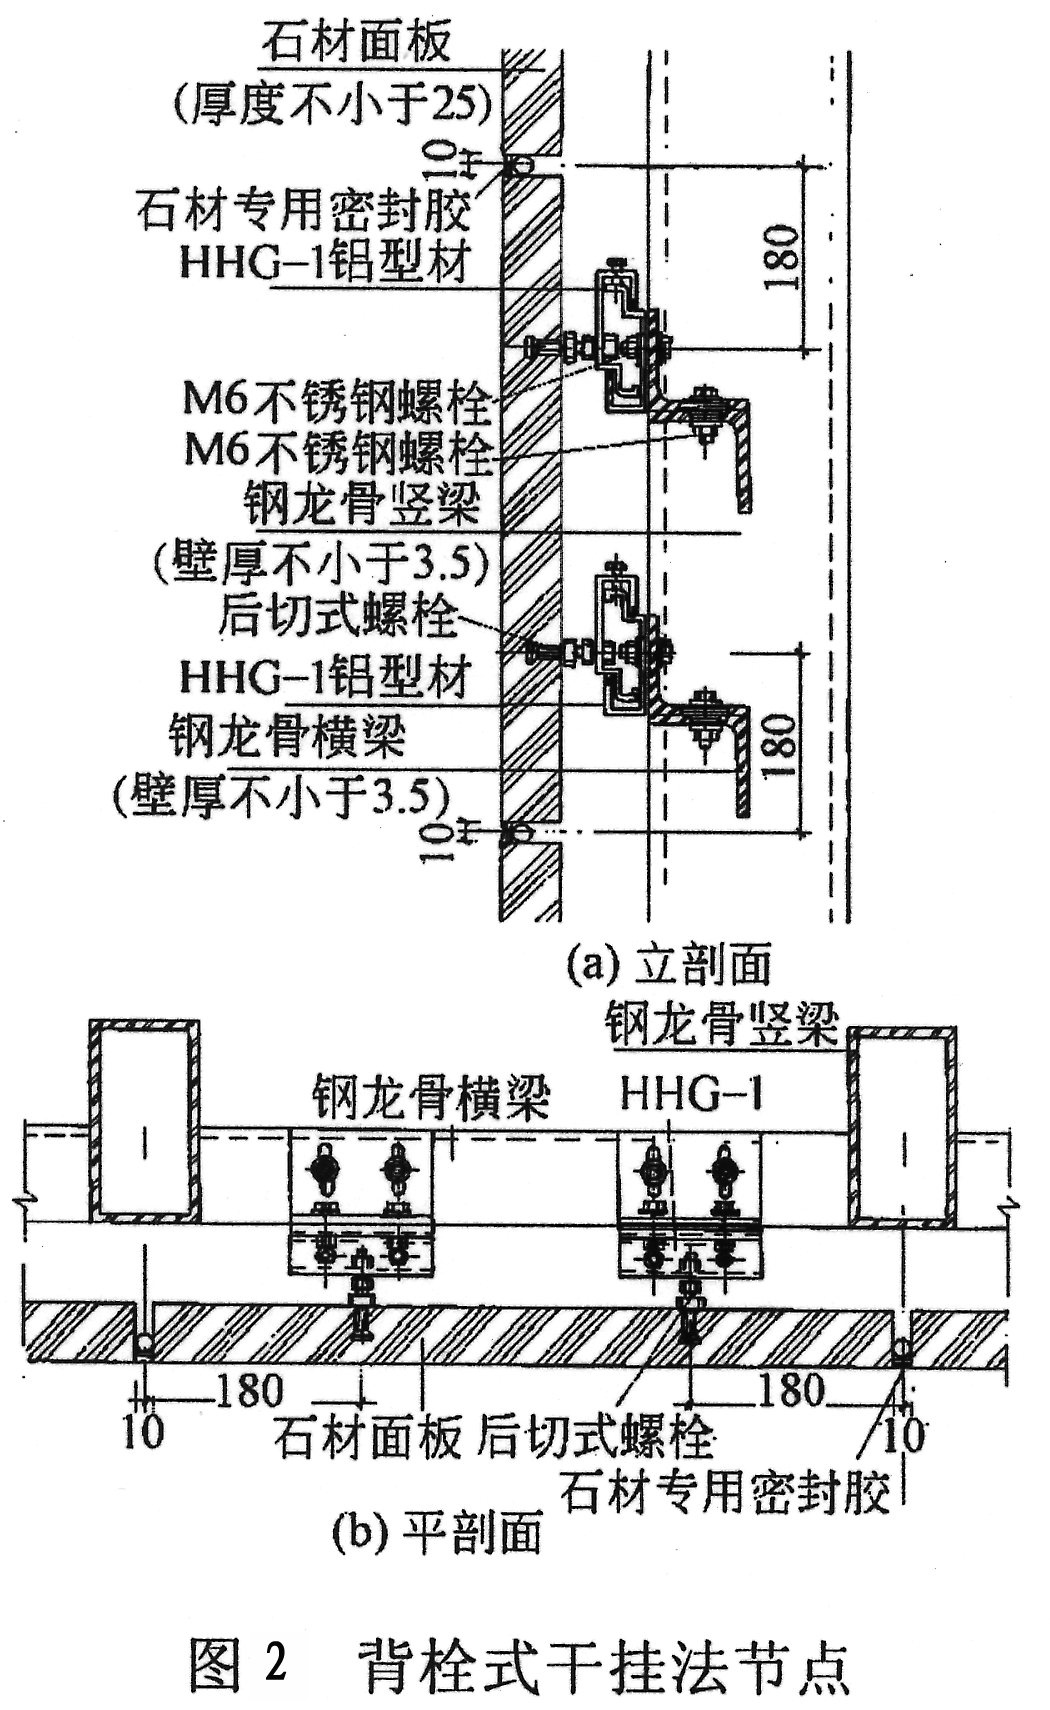 石材面板
(厚度不小于25)
10
石材专用密封胶
HHG-1铝型材
180
M6不锈钢螺栓
M6不锈钢螺栓
钢龙骨竖梁
(壁厚不小于3.5)
后切式螺栓
HHG-1铝型材
钢龙骨横梁
180
(壁厚不小于3.5)
10
(a) 立剖面
钢龙骨竖梁
钢龙骨横梁
HHG-1
180
180
10
石材面板
后切式螺栓
10
石材专用密封胶
(b) 平剖面
图 2 背栓式干挂法节点